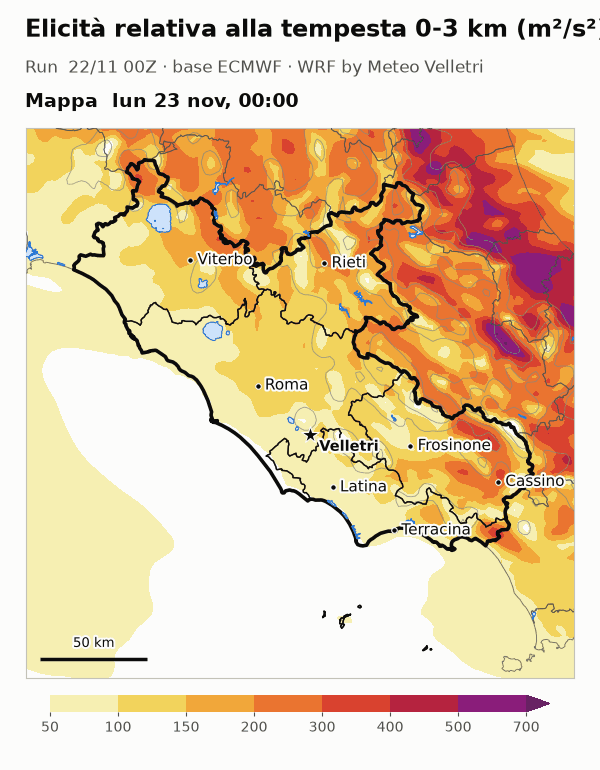 Elicità relativa alla tempesta 0-3 km (m²/s²)
Run 22/11 00Z · base ECMWF · WRF by Meteo Velletri
Mappa lun 23 nov, 00:00
Viterbo
Rieti
Roma
Velletri
Frosinone
Cassino
Latina
Terracina
50 km
50 100 150 200 300 400 500 700